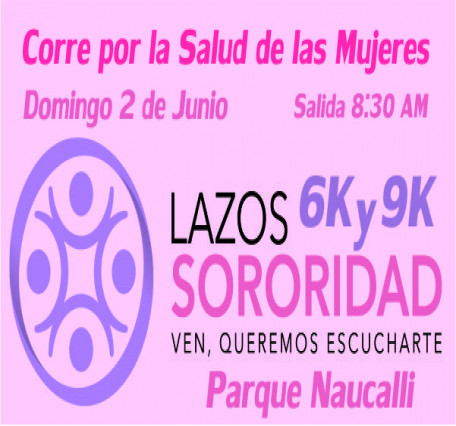 Corre por la Salud de las Mujeres
Domingo 2 de Junio Salida 8:30 AM
LAZOS 6K y 9K
SORORIDAD
VEN, QUEREMOS ESCUCHARTE
Parque Naucalli